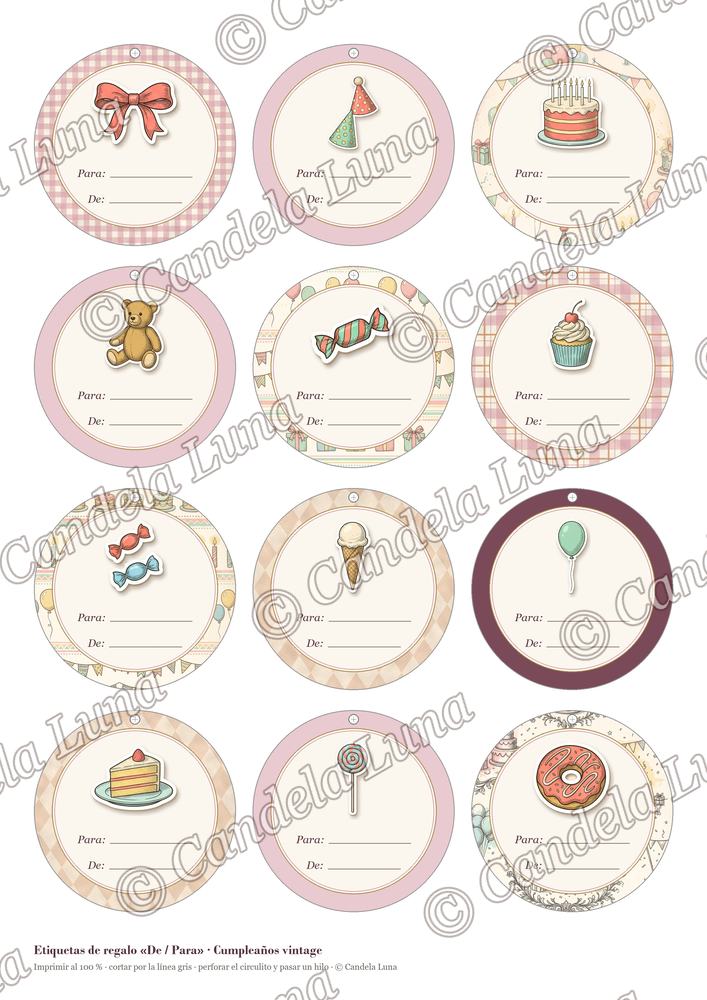 Para:
De:
Para:
De:
Para:
De:
Para:
De:
Para:
De:
Para:
De:
Para:
De:
Para:
De:
Para:
De:
Para:
De:
Para:
De:
Para:
De:
Etiquetas de regalo «De / Para» · Cumpleaños vintage
Imprimir al 100 % · cortar por la línea gris · perforar el circulito y pasar un hilo · © Candela Luna
© Candela Luna